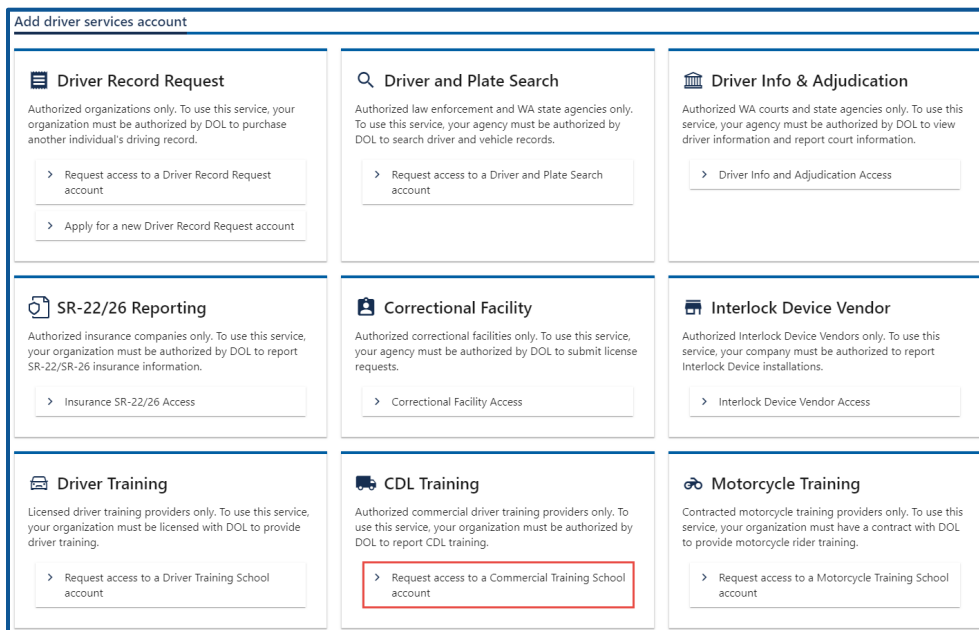 Add driver services account
Driver Record Request
Authorized organizations only. To use this service, your
organization must be authorized by DOL to purchase
another individual's driving record.
Request access to a Driver Record Request
account
Apply for a new Driver Record Request account
Driver and Plate Search
Authorized law enforcement and WA state agencies only.
To use this service, your agency must be authorized by
DOL to search driver and vehicle records.
Request access to a Driver and Plate Search
account
Driver Info & Adjudication
Authorized WA courts and state agencies only. To use this
service, your agency must be authorized by DOL to view
driver information and report court information.
Driver Info and Adjudication Access
SR-22/26 Reporting
Authorized insurance companies only. To use this service,
your organization must be authorized by DOL to report
SR-22/SR-26 insurance information.
Insurance SR-22/26 Access
Correctional Facility
Authorized correctional facilities only. To use this service,
your agency must be authorized by DOL to submit license
requests.
Correctional Facility Access
Interlock Device Vendor
Authorized Interlock Device Vendors only. To use this
service, your company must be authorized to report
Interlock Device installations.
Interlock Device Vendor Access
Driver Training
Licensed driver training providers only. To use this service,
your organization must be licensed with DOL to provide
driver training.
Request access to a Driver Training School
account
CDL Training
Authorized commercial driver training providers only. To
use this service, your organization must be authorized by
DOL to report CDL training.
Request access to a Commercial Training School
account
Motorcycle Training
Contracted motorcycle training providers only. To use this
service, your organization must have a contract with DOL
to provide motorcycle rider training.
Request access to a Motorcycle Training School
account